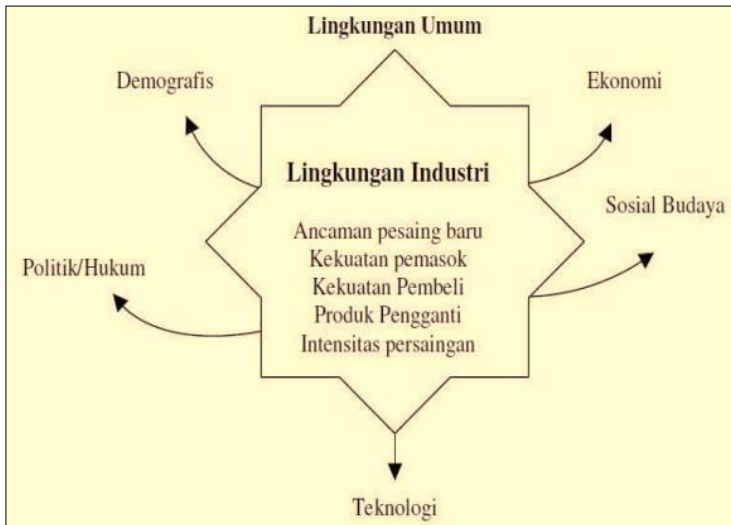 Lingkungan Umum
Demografis
Ekonomi
Lingkungan Industri
Sosial Budaya
Ancaman pesaing baru
Kekuatan pemasok
Politik/Hukum
Kekuatan Pembeli
Produk Pengganti
Intensitas persaingan
Teknologi